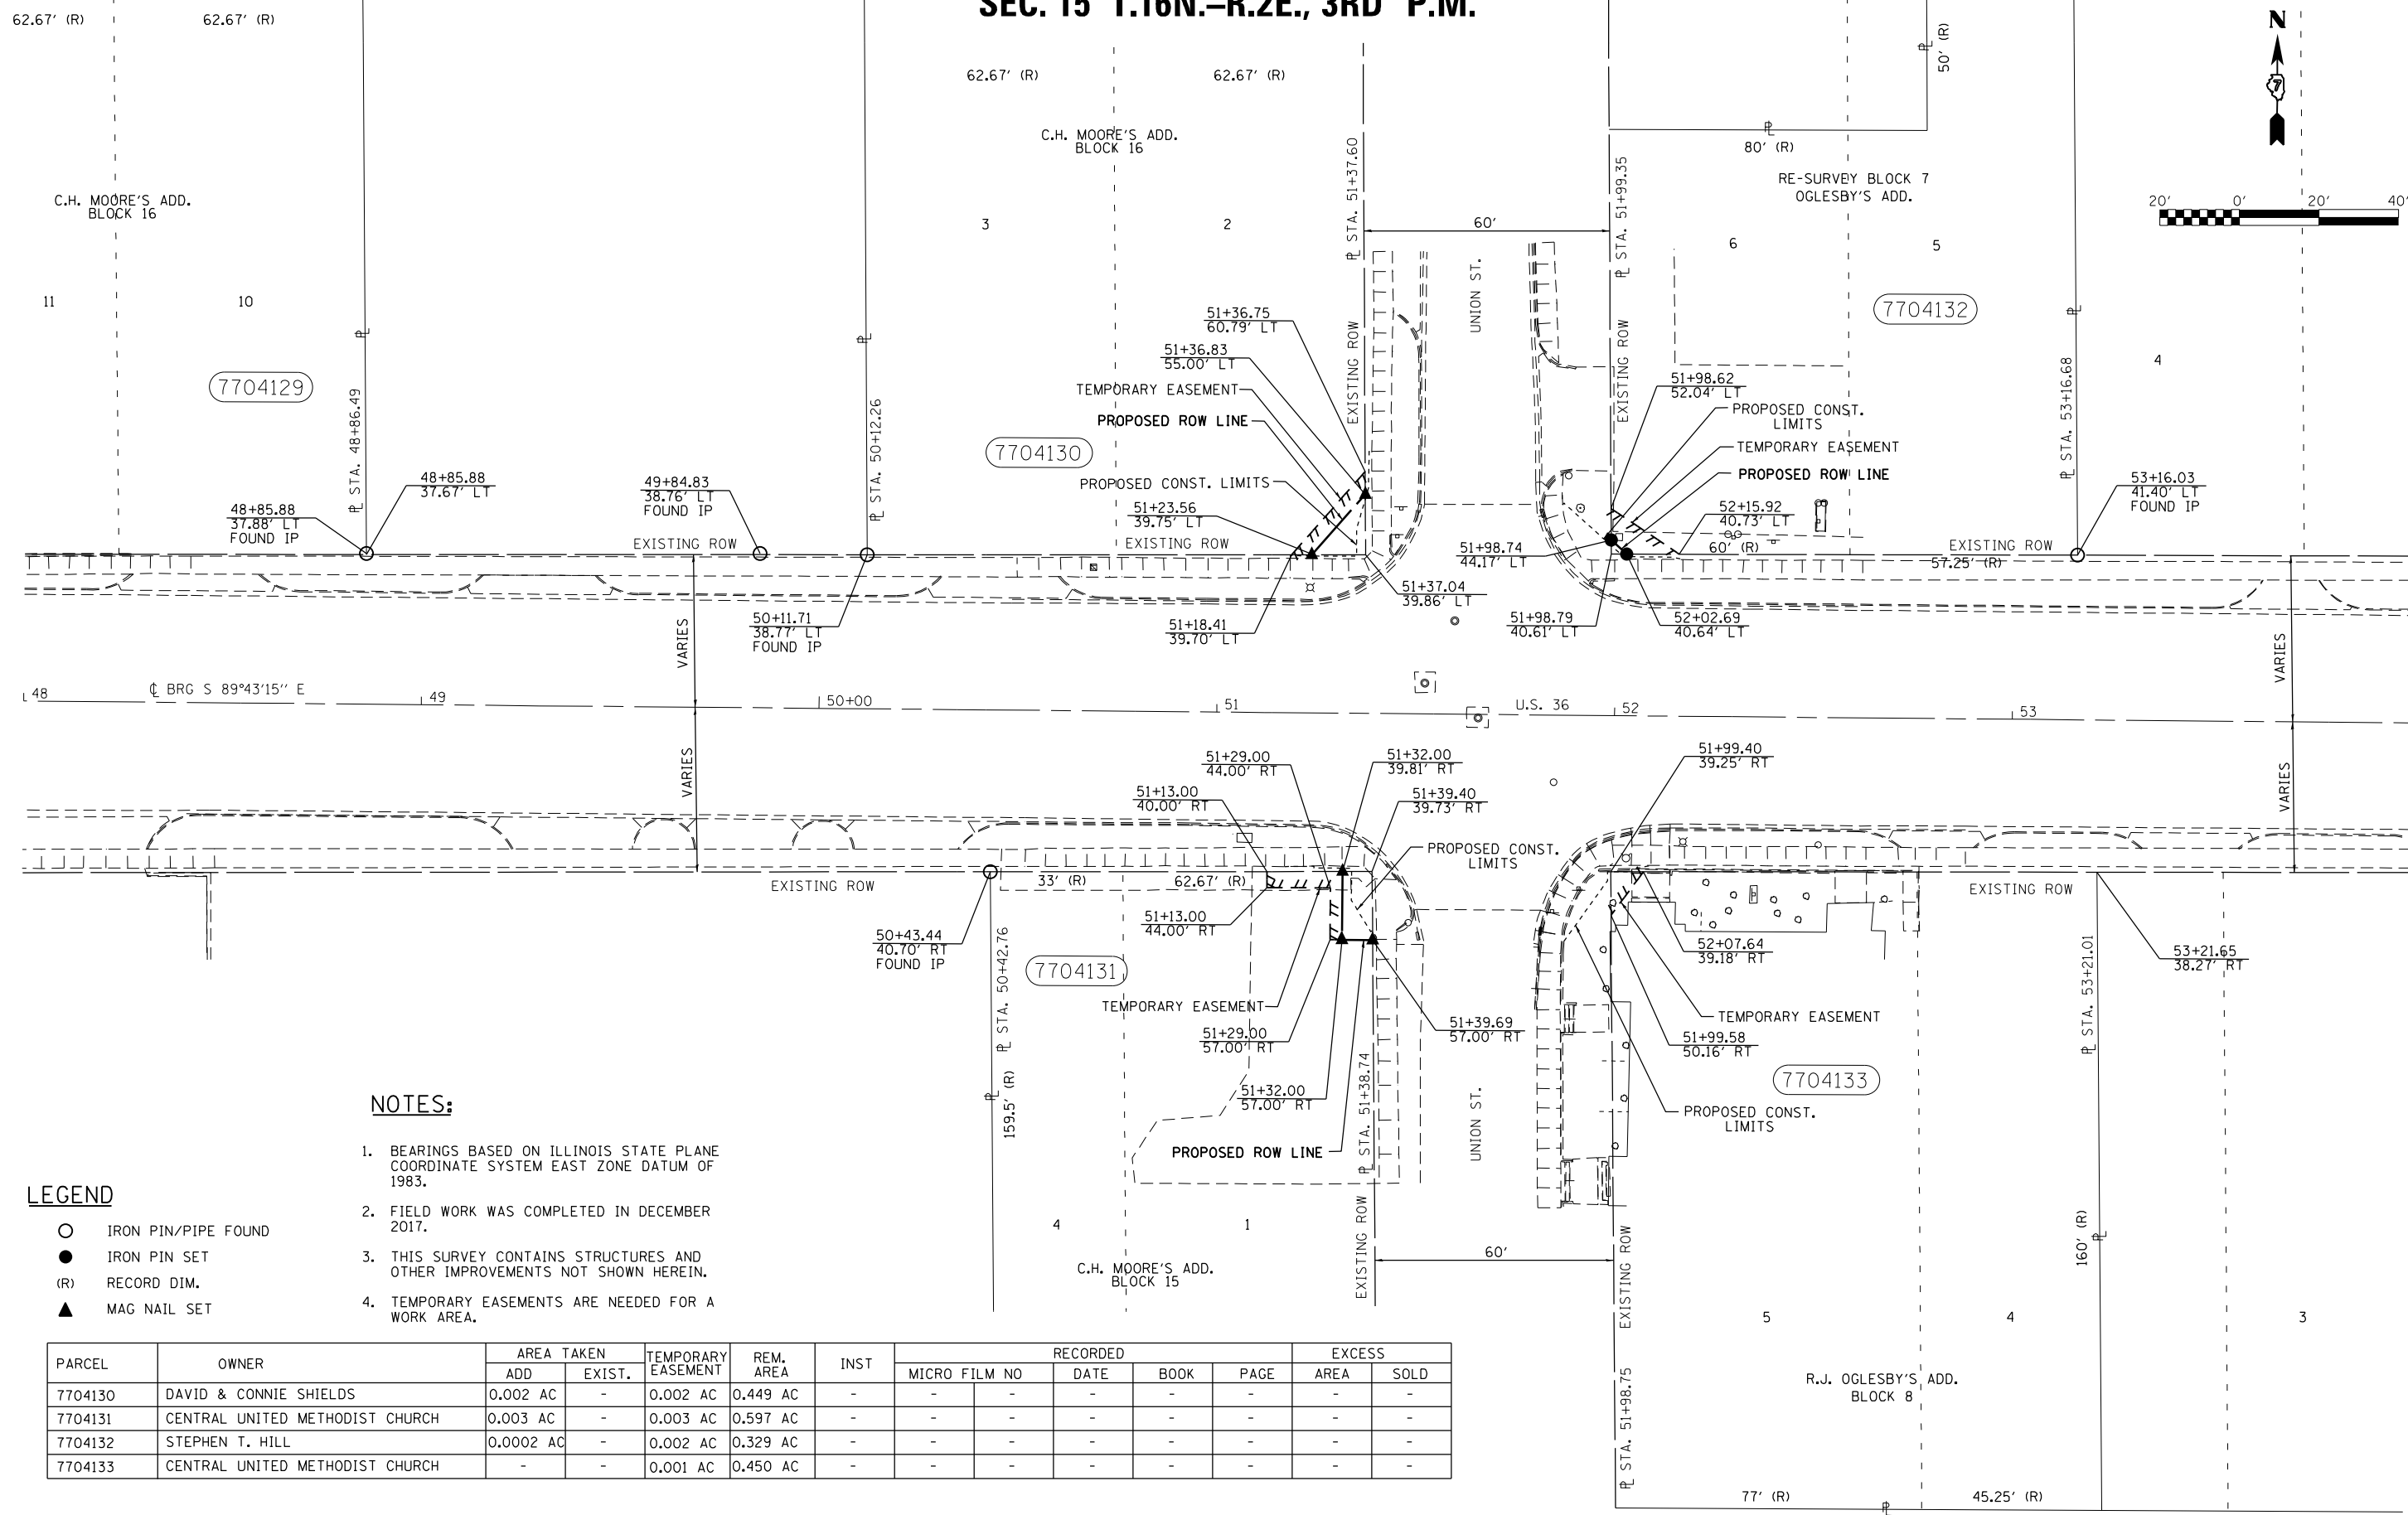 SEC. 15 T.16N.–R.2E., 3RD P.M.
62.67' (R)
62.67' (R)
62.67' (R)
62.67' (R)
50' (R)
N
7
C.H. MOORE'S ADD.
BLOCK 16
80' (R)
RE-SURVEY BLOCK 7
OGLESBY'S ADD.
C.H. MOORE'S ADD.
BLOCK 16
20' 0' 20' 40'
3
2
60'
6
5
11
10
4
℄ STA. 51+37.60
℄ STA. 51+99.35
UNION ST.
7704132
7704129
7704130
51+36.75
60.79' LT
51+36.83
55.00' LT
TEMPORARY EASEMENT
PROPOSED ROW LINE
PROPOSED CONST. LIMITS
51+23.56
39.75' LT
EXISTING ROW
EXISTING ROW
51+98.62
52.04' LT
PROPOSED CONST.
LIMITS
TEMPORARY EASEMENT
PROPOSED ROW LINE
52+15.92
40.73' LT
PL STA. 48+86.49
PL STA. 50+12.26
PL STA. 53+16.68
48+85.88
37.67' LT
48+85.88
37.88' LT
FOUND IP
49+84.83
38.76' LT
FOUND IP
53+16.03
41.40' LT
FOUND IP
EXISTING ROW
EXISTING ROW
51+98.74
44.17' LT
60' (R)
EXISTING ROW
57.25' (R)
51+37.04
39.86' LT
50+11.71
38.77' LT
FOUND IP
51+18.41
39.70' LT
51+98.79
40.61' LT
52+02.69
40.64' LT
VARIES
VARIES
℄ BRG S 89°43'15'' E
48
49
50+00
51
U.S. 36
52
53
VARIES
VARIES
51+29.00
44.00' RT
51+32.00
39.81' RT
51+99.40
39.25' RT
51+13.00
40.00' RT
51+39.40
39.73' RT
PROPOSED CONST.
LIMITS
EXISTING ROW
33' (R)
62.67' (R)
EXISTING ROW
51+13.00
44.00' RT
50+43.44
40.70' RT
FOUND IP
52+07.64
39.18' RT
53+21.65
38.27' RT
7704131
PL STA. 50+42.76
159.5' (R)
TEMPORARY EASEMENT
51+29.00
57.00' RT
51+39.69
57.00' RT
TEMPORARY EASEMENT
51+99.58
50.16' RT
PL STA. 53+21.01
7704133
51+32.00
57.00' RT
PL STA. 51+38.74
UNION ST.
PROPOSED CONST.
LIMITS
PROPOSED ROW LINE
NOTES:
1. BEARINGS BASED ON ILLINOIS STATE PLANE
COORDINATE SYSTEM EAST ZONE DATUM OF
1983.
2. FIELD WORK WAS COMPLETED IN DECEMBER
2017.
3. THIS SURVEY CONTAINS STRUCTURES AND
OTHER IMPROVEMENTS NOT SHOWN HEREIN.
4. TEMPORARY EASEMENTS ARE NEEDED FOR A
WORK AREA.
LEGEND
IRON PIN/PIPE FOUND
IRON PIN SET
(R) RECORD DIM.
MAG NAIL SET
4
1
C.H. MOORE'S ADD.
BLOCK 15
EXISTING ROW
60'
EXISTING ROW
160' (R)
5
4
3
R.J. OGLESBY'S ADD.
BLOCK 8
PL STA. 51+98.75
77' (R)
45.25' (R)
PARCEL OWNER AREA TAKEN TEMPORARY EASEMENT REM. AREA INST RECORDED EXCESS
ADD EXIST. MICRO FILM NO DATE BOOK PAGE AREA SOLD
7704130 DAVID & CONNIE SHIELDS 0.002 AC - 0.002 AC 0.449 AC - - - - - - - -
7704131 CENTRAL UNITED METHODIST CHURCH 0.003 AC - 0.003 AC 0.597 AC - - - - - - - -
7704132 STEPHEN T. HILL 0.0002 AC - 0.002 AC 0.329 AC - - - - - - - -
7704133 CENTRAL UNITED METHODIST CHURCH - - 0.001 AC 0.450 AC - - - - - - - -